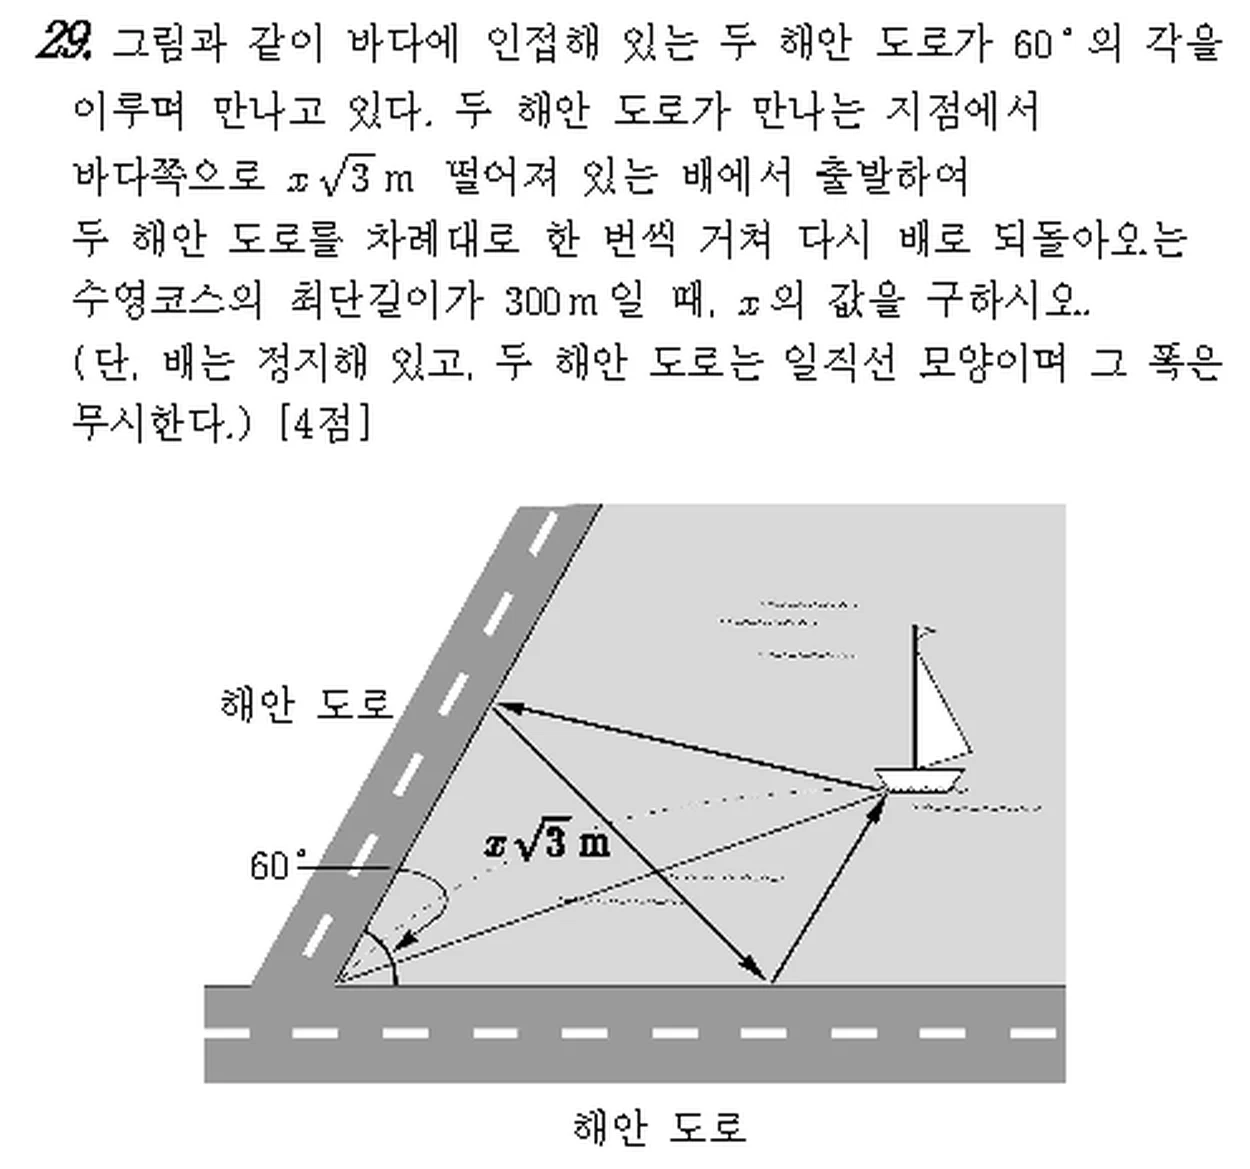 29. 그림과 같이 바다에 인접해 있는 두 해안 도로가 60°의 각을
이루며 만나고 있다. 두 해안 도로가 만나는 지점에서
바다쪽으로 x√3 m 떨어져 있는 배에서 출발하여
두 해안 도로를 차례대로 한 번씩 거쳐 다시 배로 되돌아오는
수영코스의 최단길이가 300m일 때, x의 값을 구하시오.
(단, 배는 정지해 있고, 두 해안 도로는 일직선 모양이며 그 폭은
무시한다.) [4점]
해안 도로
x√3 m
60°
해안 도로